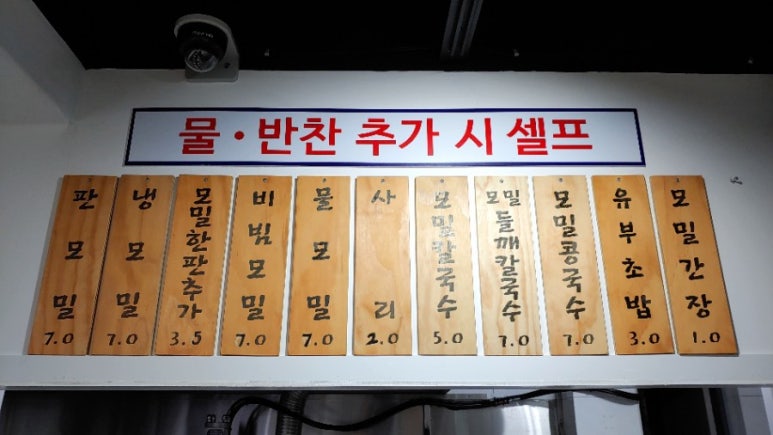 물·반찬 추가 시 셀프
판모밀
7.0
냉모밀
7.0
모밀한판추가
3.5
비빔모밀
7.0
물모밀
7.0
사리
2.0
모밀칼국수
5.0
모밀
들깨칼국수
7.0
모밀콩국수
7.0
유부초밥
3.0
모밀간장
1.0